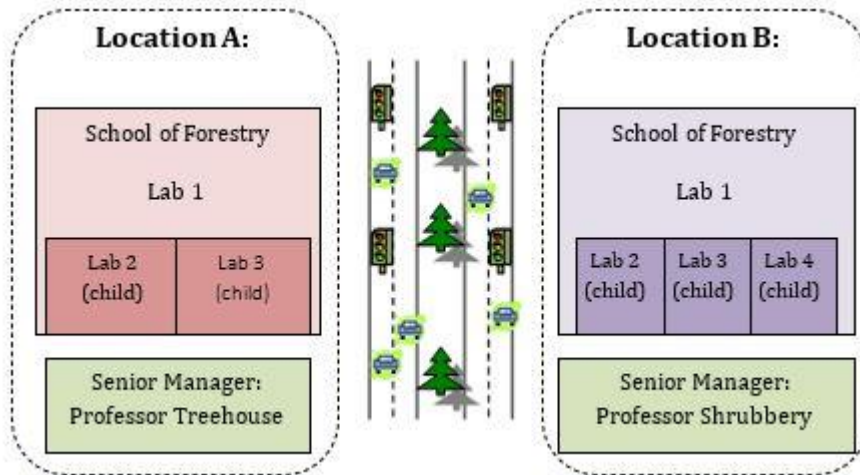 Location A:
School of Forestry
Lab 1
Lab 2
(child)
Lab 3
(child)
Senior Manager:
Professor Treehouse
Location B:
School of Forestry
Lab 1
Lab 2
(child)
Lab 3
(child)
Lab 4
(child)
Senior Manager:
Professor Shrubbery